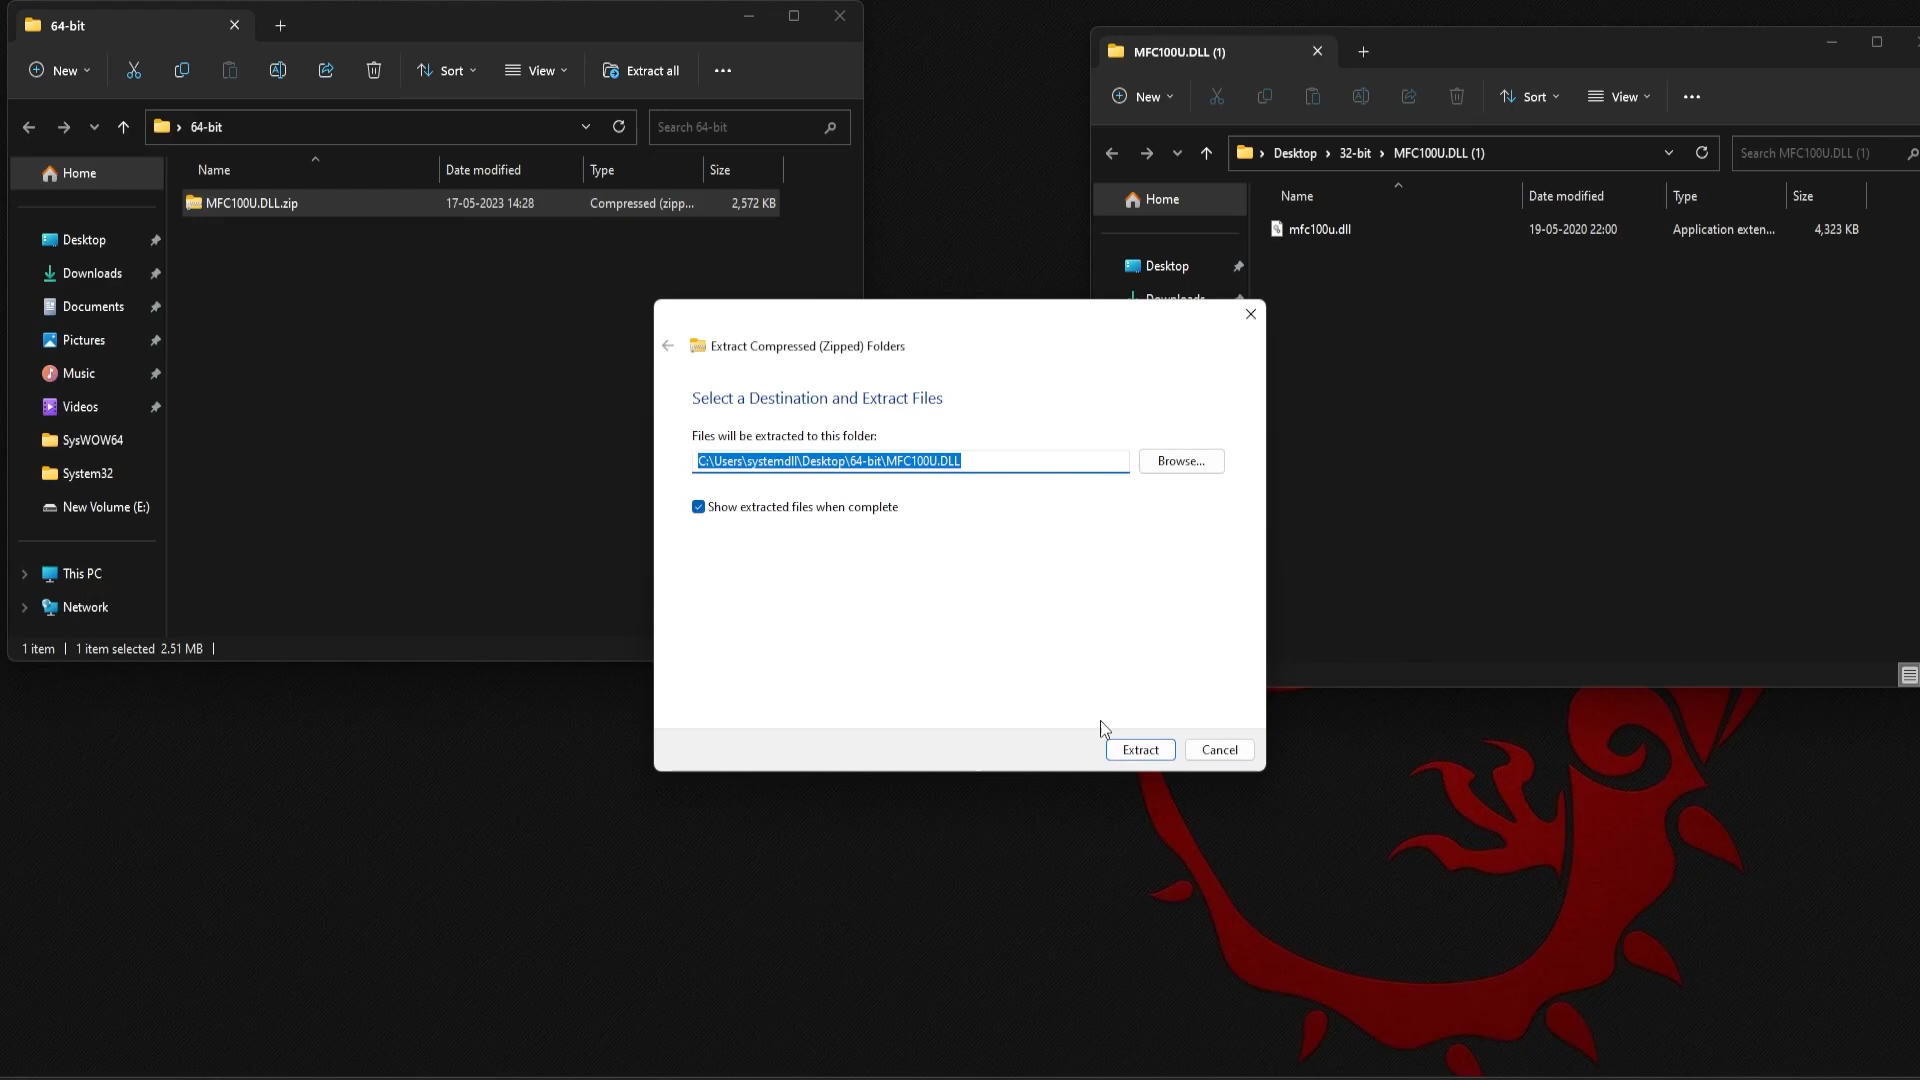 64-bit
New
Sort
View
Extract all
64-bit
Search 64-bit
Name
Date modified
Type
Size
Home
MFC100U.DLL.zip
17-05-2023 14:28
Compressed (zipp...
2,572 KB
Desktop
Downloads
Documents
Pictures
Music
Videos
SysWOW64
System32
New Volume (E:)
This PC
Network
1 item
1 item selected 2.51 MB
MFC100U.DLL (1)
New
Sort
View
Desktop
32-bit
MFC100U.DLL (1)
Search MFC100U.DLL (1)
Name
Date modified
Type
Size
Home
mfc100u.dll
19-05-2020 22:00
Application exten...
4,323 KB
Desktop
Downloads
Extract Compressed (Zipped) Folders
Select a Destination and Extract Files
Files will be extracted to this folder:
C:\Users\systemdll\Desktop\64-bit\MFC100U.DLL
Browse...
Show extracted files when complete
Extract
Cancel